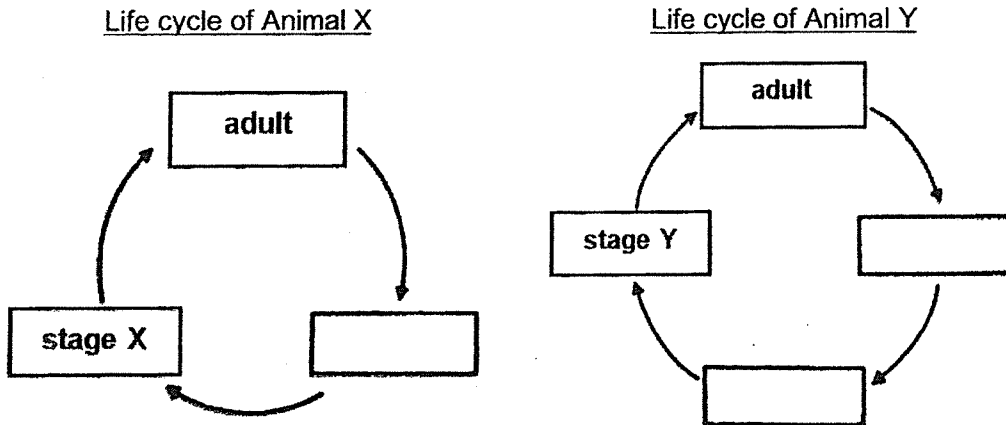 Life cycle of Animal X
adult
stage X
Life cycle of Animal Y
adult
stage Y